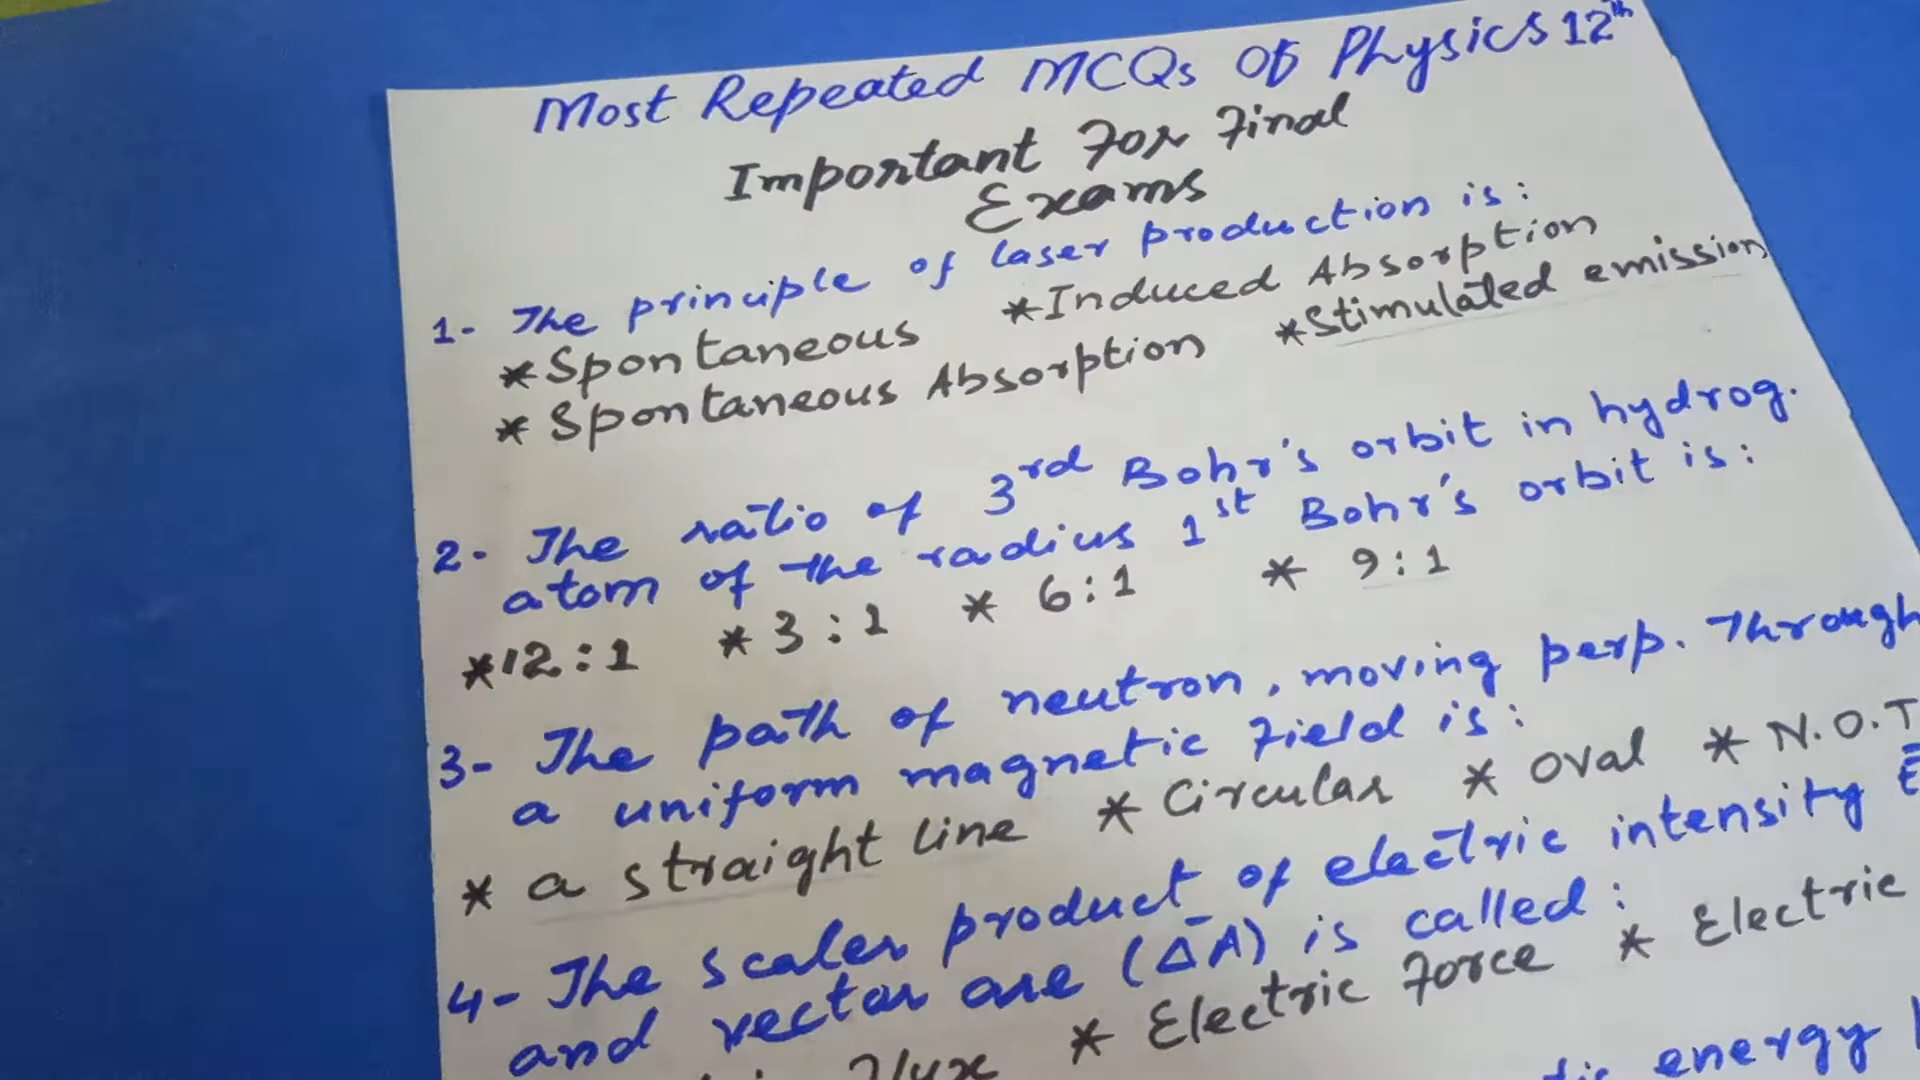 Most Repeated MCQs Of Physics 12th
Important For Final
Exams
1- The principle of laser production is:
*Spontaneous *Induced Absorption
* Spontaneous Absorption *Stimulated emission
2- The ratio of 3rd Bohr's orbit in hydrog.
atom of the radius 1st Bohr's orbit is:
*12:1 *3:1 * 6:1 * 9:1
3- The path of neutron, moving perp. Through
a uniform magnetic Field is:
* a straight line * Circular * Oval * N.O.T
4- The scaler product of electric intensity E
and vector are (ΔA) is called:
Flux * Electric Force * Electric
energy